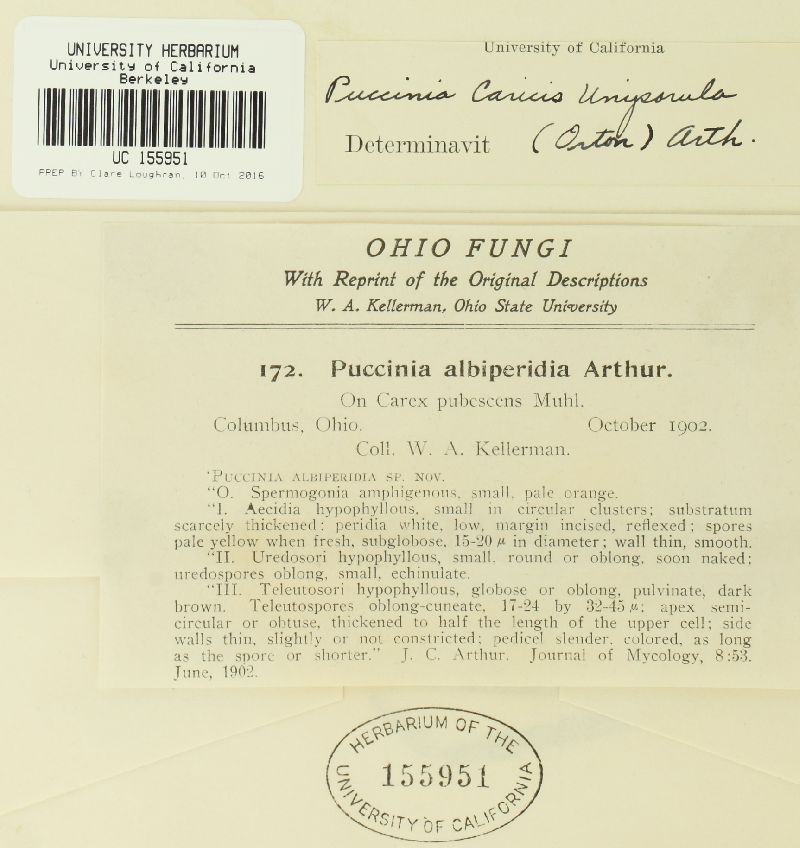 UNIVERSITY HERBARIUM
University of California
Berkeley
UC 155951
PREP BY Clare Loughran, 10 Oct 2016
University of California
Puccinia Caricis Uniporula
Determinavit (Orton) Arth.
OHIO FUNGI
With Reprint of the Original Descriptions
W. A. Kellerman, Ohio State University
172. Puccinia albiperidia Arthur.
On Carex pubescens Muhl.
Columbus, Ohio. October 1902.
Coll. W. A. Kellerman.
'PUCCINIA ALBIPERIDIA SP. NOV.
"O. Spermogonia amphigenous, small, pale orange.
"I. Aecidia hypophyllous, small in circular clusters; substratum
scarcely thickened; peridia white, low, margin incised, reflexed; spores
pale yellow when fresh, subglobose, 15-20 µ in diameter; wall thin, smooth.
"II. Uredosori hypophyllous, small, round or oblong, soon naked;
uredospores oblong, small, echinulate.
"III. Teleutosori hypophyllous, globose or oblong, pulvinate, dark
brown. Teleutospores oblong-cuneate, 17-24 by 32-45 µ; apex semi-
circular or obtuse, thickened to half the length of the upper cell; side
walls thin, slightly or not constricted; pedicel slender, colored, as long
as the spore or shorter." J. C. Arthur. Journal of Mycology, 8:53.
June, 1902.
HERBARIUM OF THE
155951
UNIVERSITY OF CALIFORNIA